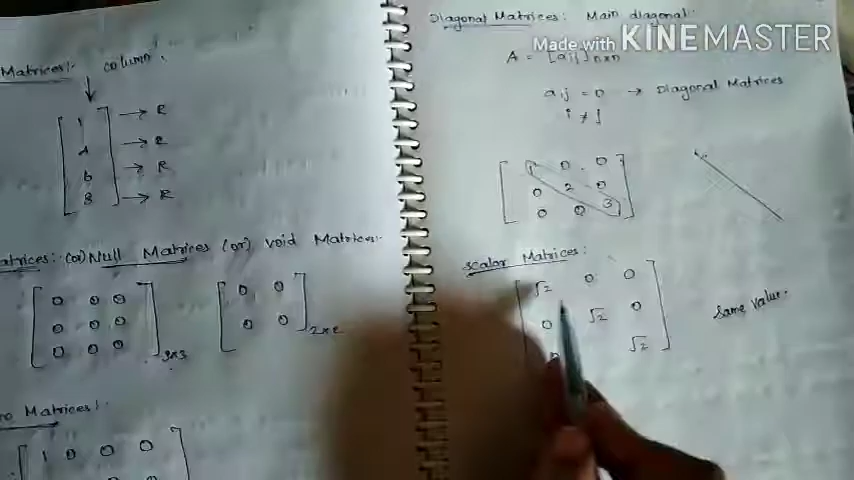 Matrices:- column.
1 → R
4 → R
6 → R
8 → R
atrices:- (or) Null Matrices (or) void Matrices:-
0 0 0
0 0 0
0 0 0 3x3
0 0
0 0 2x2
o Matrices:-
1 0 0 0
Diagonal Matrices: Main diagonal:
Made with KINEMASTER
A = [aij] nxn
aij = 0 → Diagonal Matrices
i ≠ j
1 0 0
0 2 0
0 0 3
scalar Matrices:
√2 0 0
0 √2 0
√2
same value.